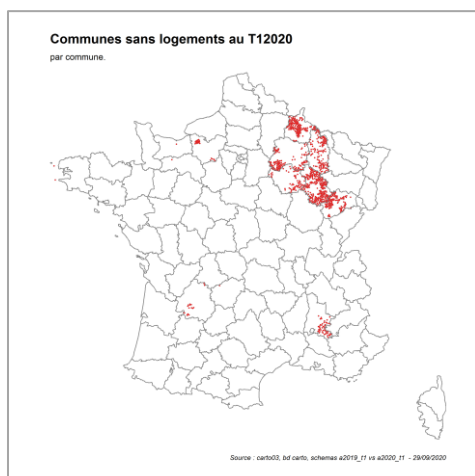 Communes sans logements au T12020
par commune.
Source : carto03, bd carto, schemas a2019_t1 vs a2020_t1 - 29/09/2020